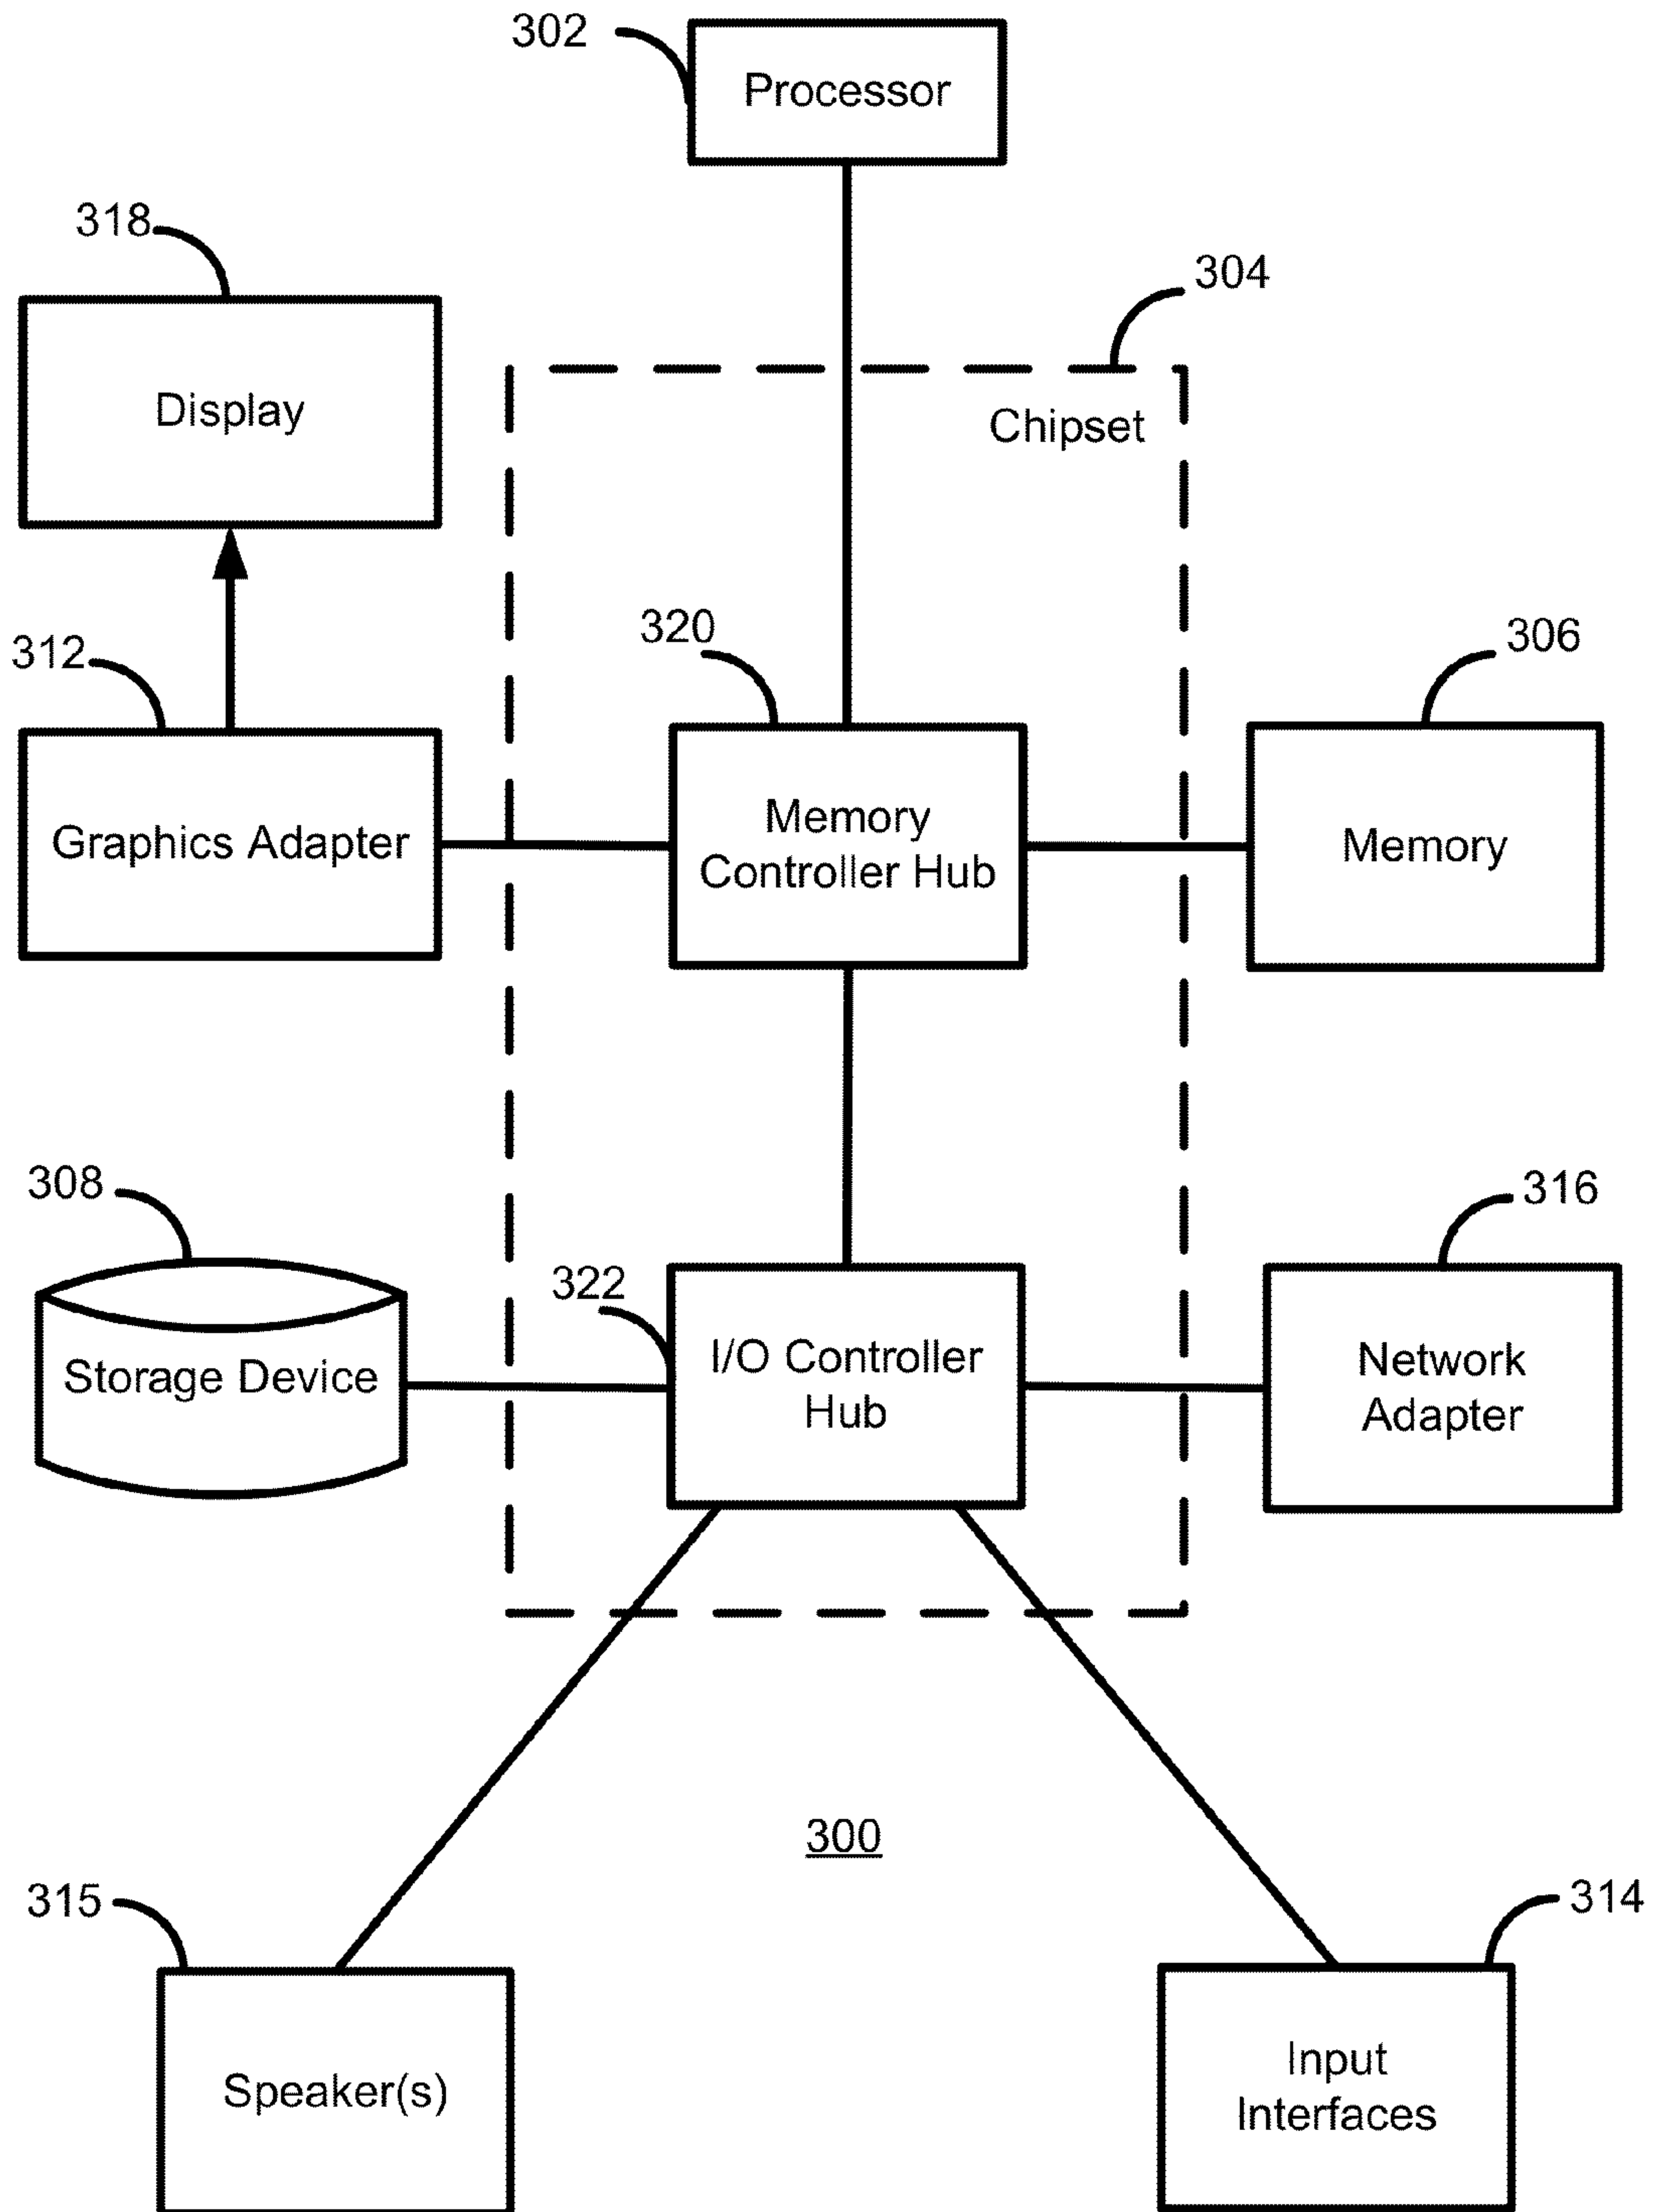 302
Processor
318
304
Display
Chipset
320
306
312
Memory
Controller Hub
Graphics Adapter
Memory
308
316
322
I/O Controller
Hub
Storage Device
Network
Adapter
300
315
314
Speaker(s)
Input
Interfaces